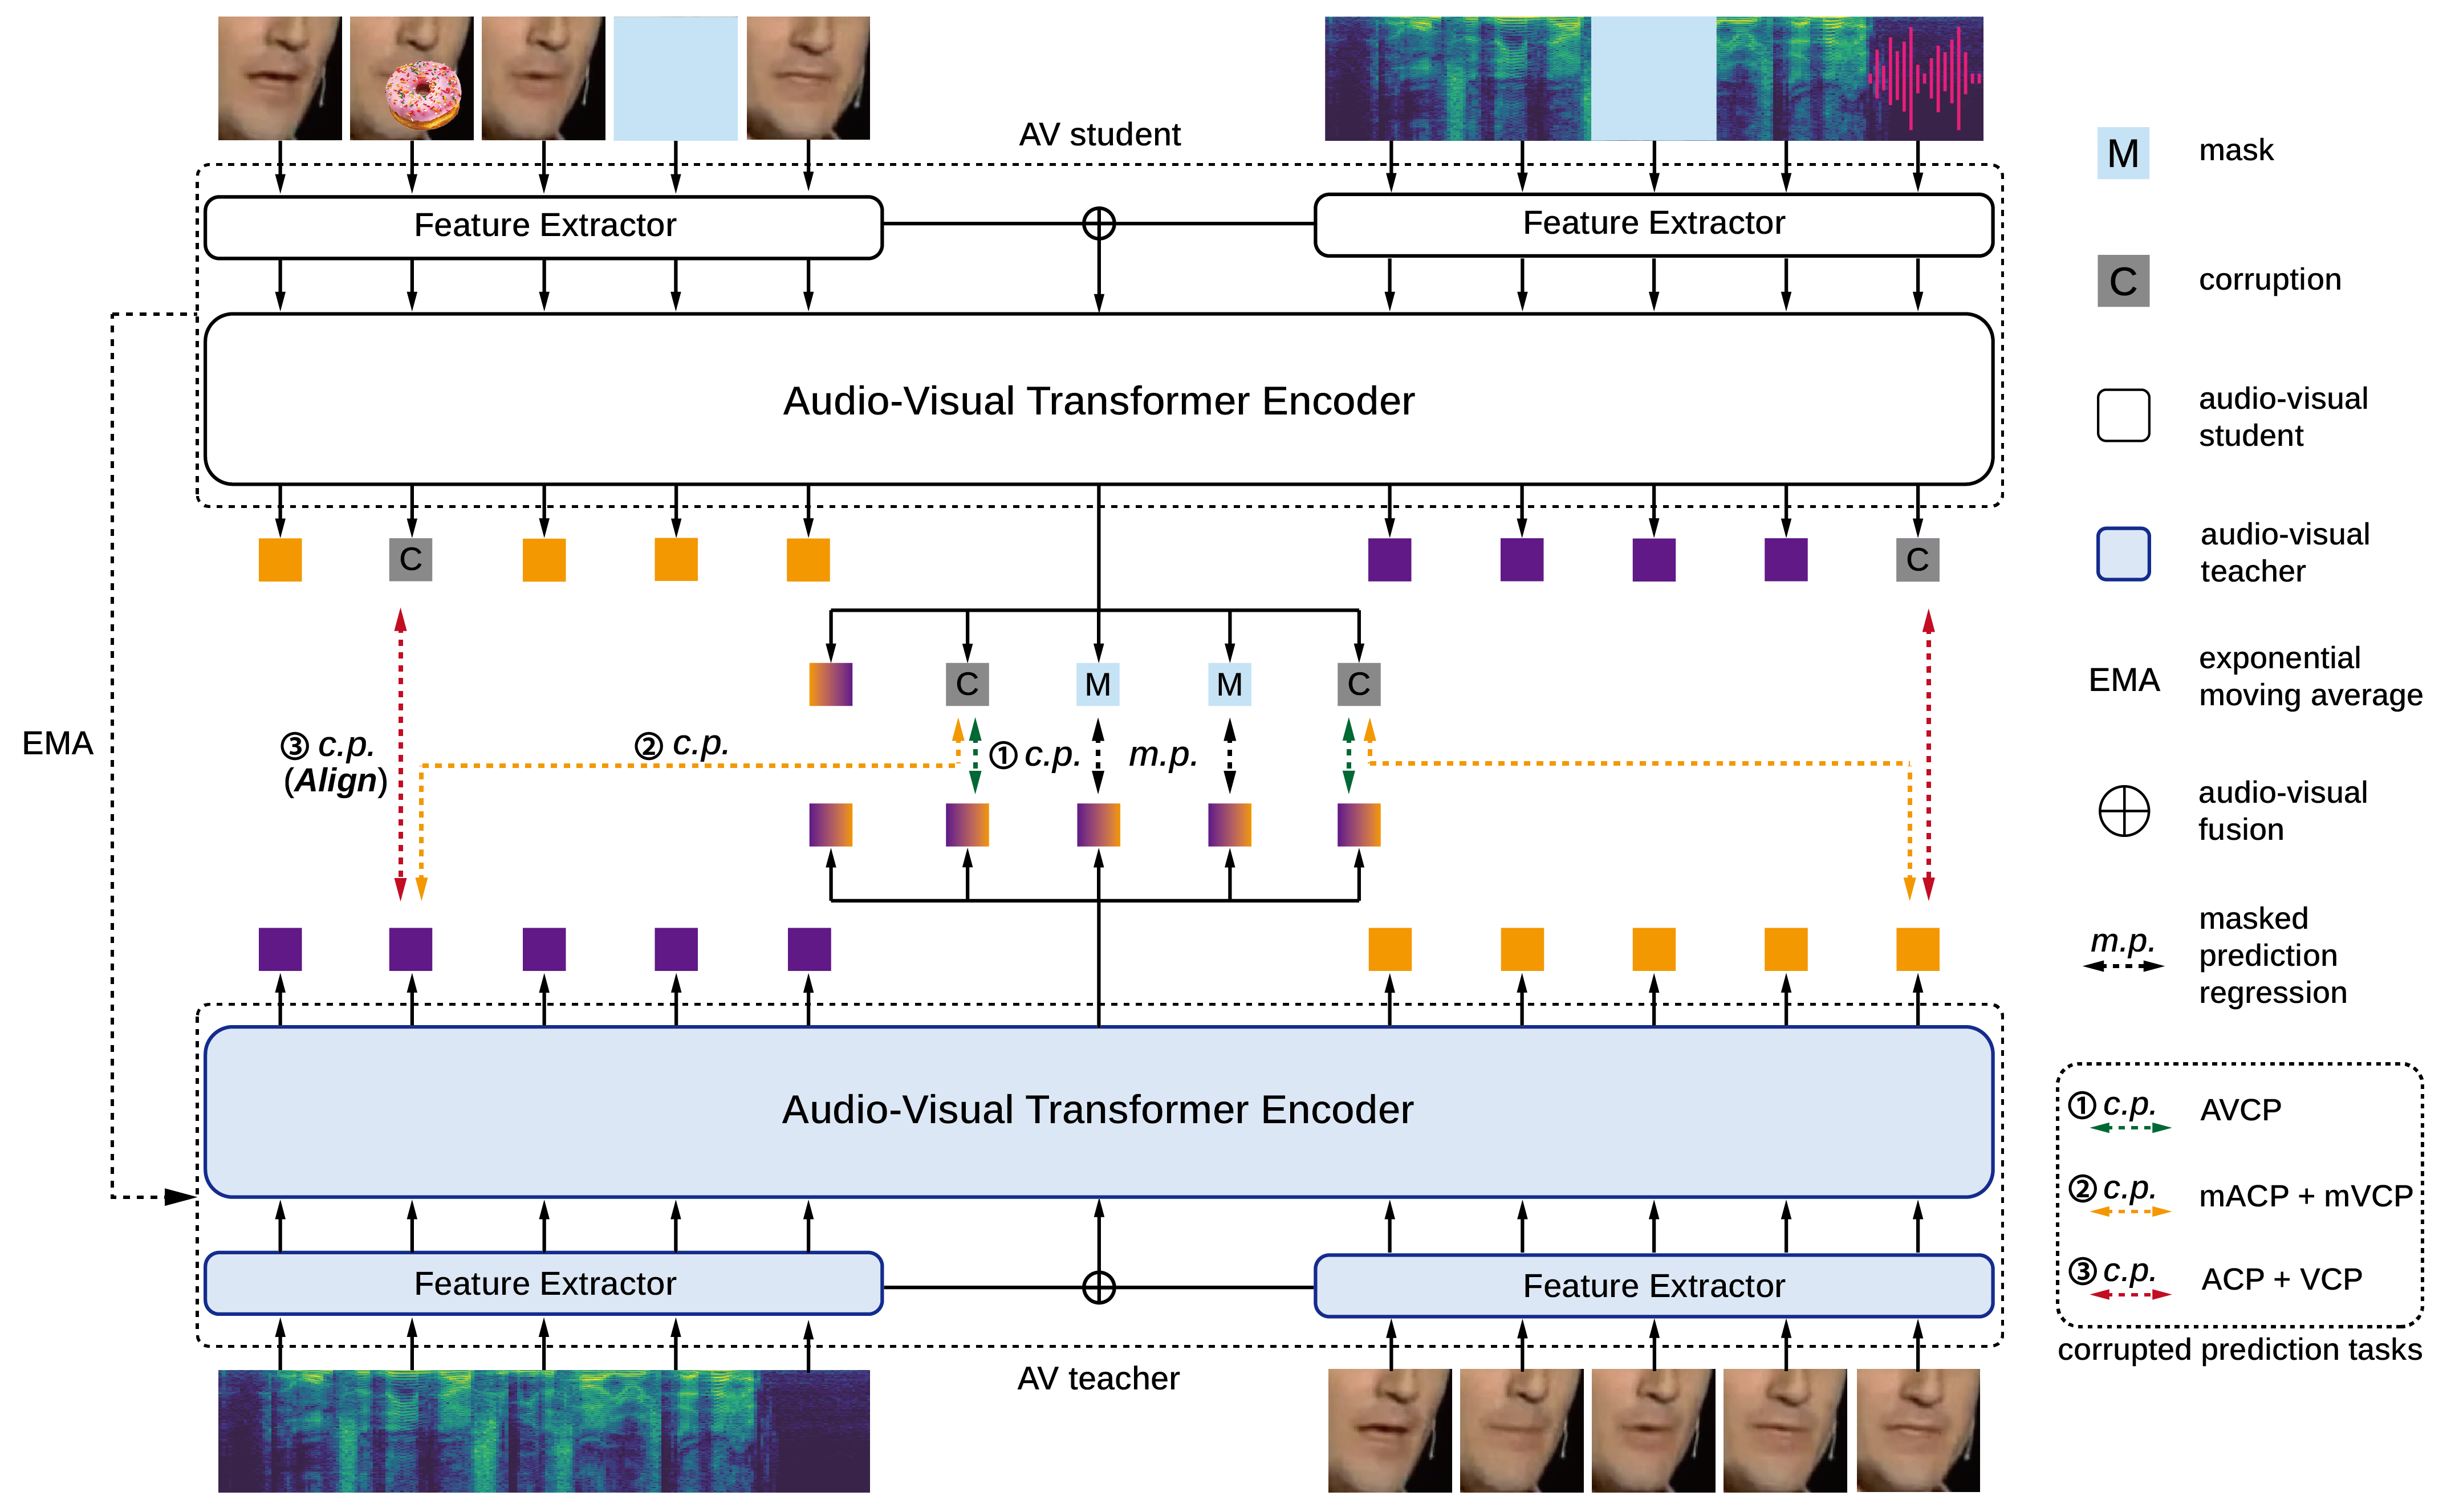 AV student
Feature Extractor
Feature Extractor
Audio-Visual Transformer Encoder
C
C
C
M
M
C
EMA
③ c.p.
(Align)
② c.p.
① c.p.
m.p.
Audio-Visual Transformer Encoder
Feature Extractor
Feature Extractor
AV teacher
M
mask
C
corruption
audio-visual
student
audio-visual
teacher
EMA
exponential
moving average
audio-visual
fusion
m.p.
masked
prediction
regression
① c.p.
AVCP
② c.p.
mACP + mVCP
③ c.p.
ACP + VCP
corrupted prediction tasks